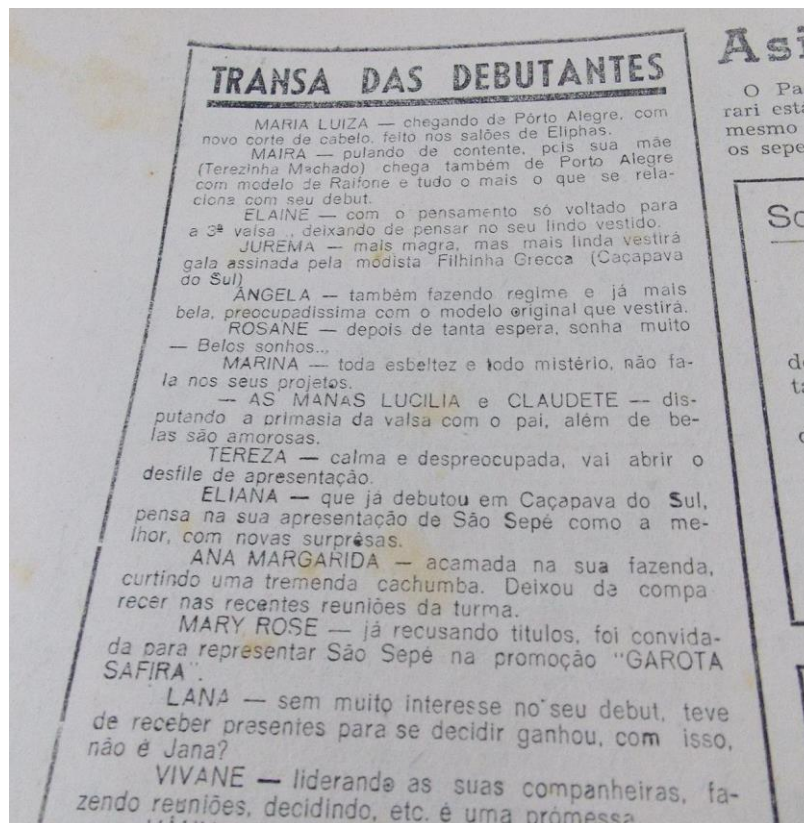 TRANSA DAS DEBUTANTES
MARIA LUIZA — chegando de Pôrto Alegre, com
novo corte de cabelo, feito nos salões de Eliphas.
MAIRA — pulando de contente, pois sua mãe
(Terezinha Machado) chega também de Porto Alegre
com modelo de Raifone e tudo o mais o que se rela-
ciona com seu debut.
ELAINE — com o pensamento só voltado para
a 3ª valsa , deixando de pensar no seu lindo vestido.
JUREMA — mais magra, mas mais linda vestirá
gala assinada pela modista Filhinha Grecca (Caçapava
do Sul)
ÂNGELA — também fazendo regime e já mais
bela, preocupadissima com o modelo original que vestirá.
ROSANE — depois de tanta espera, sonha muito
— Belos sonhos...
MARINA — toda esbeltez e todo mistério, não fa-
la nos seus projetos.
— AS MANAS LUCILIA e CLAUDETE — dis-
putando a primasia da valsa com o pai, além de be-
las são amorosas.
TEREZA — calma e despreocupada, vai abrir o
desfile de apresentação.
ELIANA — que já debutou em Caçapava do Sul,
pensa na sua apresentação de São Sepé como a me-
lhor, com novas surprêsas.
ANA MARGARIDA — acamada na sua fazenda,
curtindo uma tremenda cachumba. Deixou de compa
recer nas recentes reuniões da turma.
MARY ROSE — já recusando titulos, foi convida-
da para representar São Sepé na promoção "GAROTA
SAFIRA".
LANA — sem muito interesse no seu debut, teve
de receber presentes para se decidir ganhou, com isso,
não é Jana?
VIVANE — liderando as suas companheiras, fa-
zendo reuniões, decidindo, etc. é uma promessa
Asi
O Pa
rari est
mesmo
os sepe
So